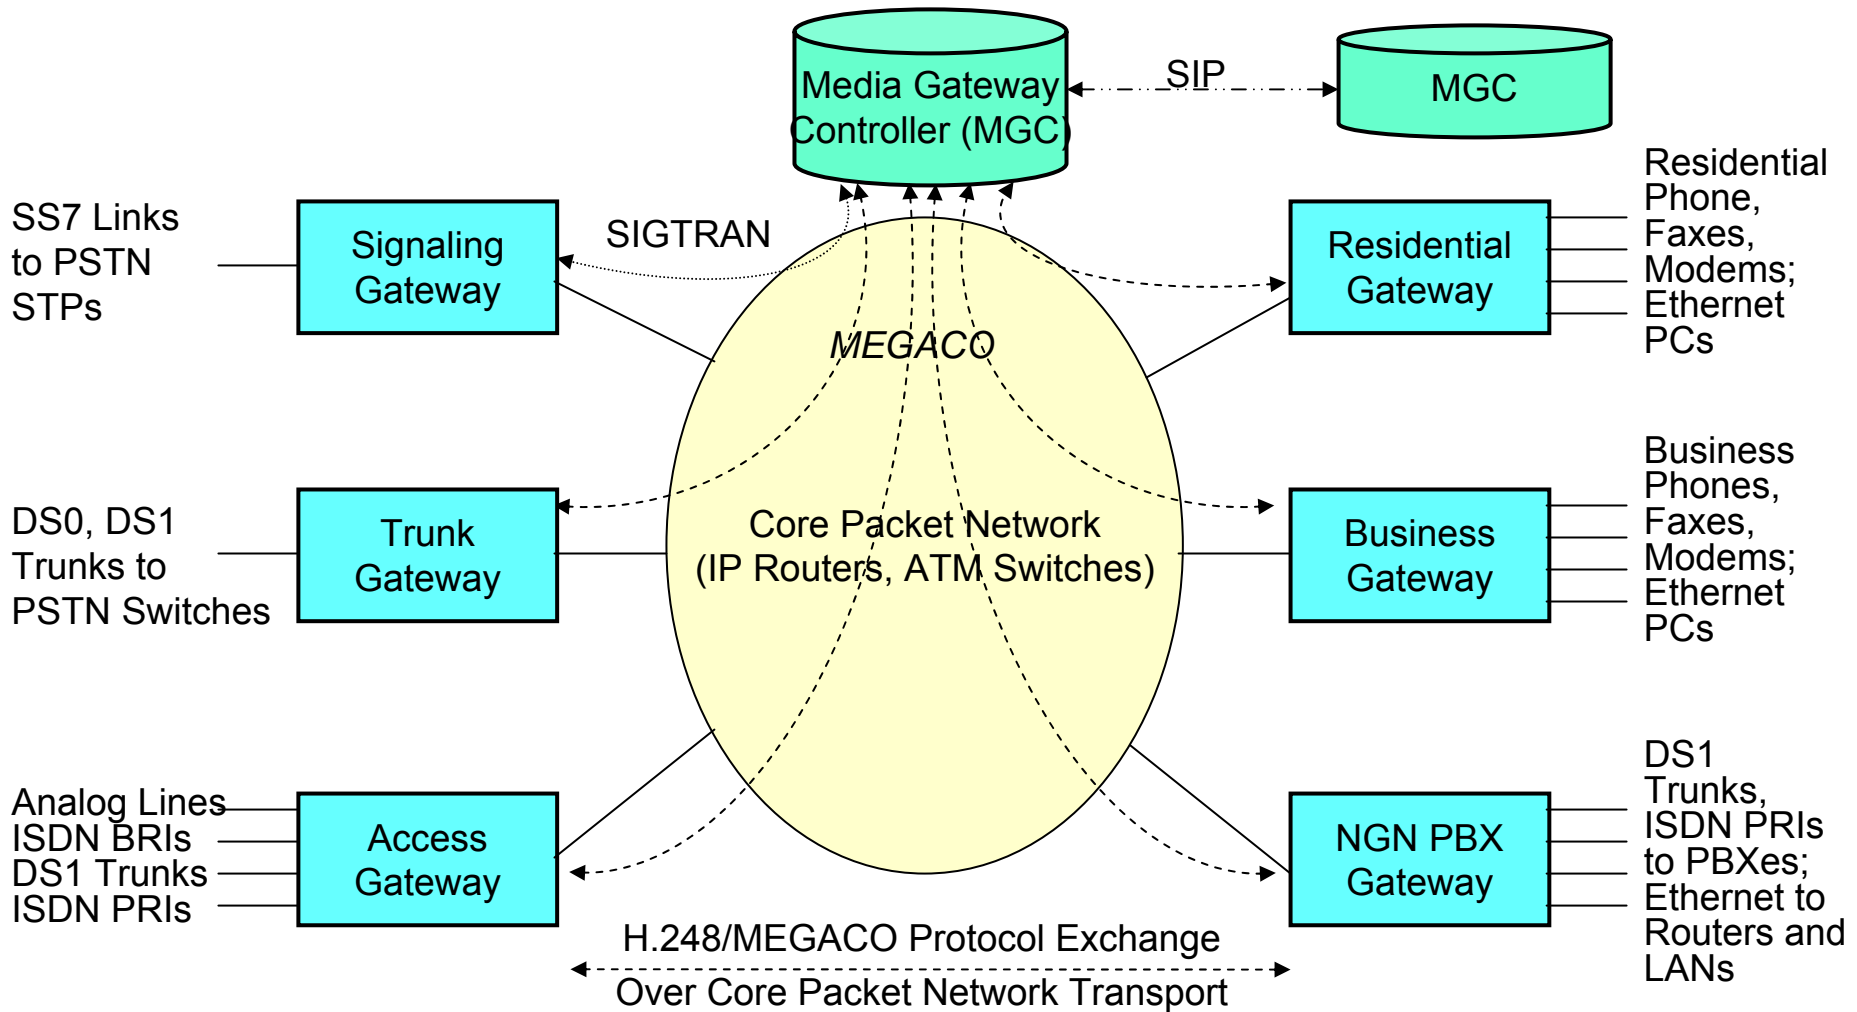 Media Gateway
Controller (MGC)
SIP
MGC
SS7 Links
to PSTN
STPs
Signaling
Gateway
SIGTRAN
Residential
Gateway
Residential
Phone,
Faxes,
Modems;
Ethernet
PCs
MEGACO
DS0, DS1
Trunks to
PSTN Switches
Trunk
Gateway
Core Packet Network
(IP Routers, ATM Switches)
Business
Gateway
Business
Phones,
Faxes,
Modems;
Ethernet
PCs
Analog Lines
ISDN BRIs
DS1 Trunks
ISDN PRIs
Access
Gateway
NGN PBX
Gateway
DS1
Trunks,
ISDN PRIs
to PBXes;
Ethernet to
Routers and
LANs
H.248/MEGACO Protocol Exchange
Over Core Packet Network Transport